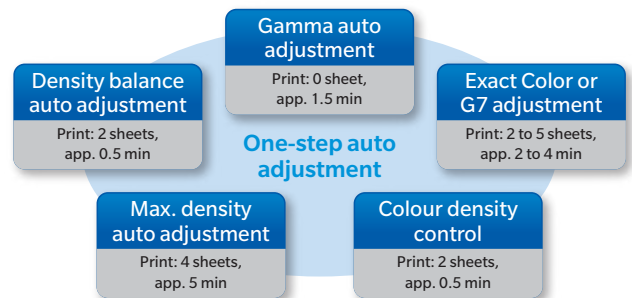 Gamma auto
adjustment
Print: 0 sheet,
app. 1.5 min
Density balance
auto adjustment
Print: 2 sheets,
app. 0.5 min
Exact Color or
G7 adjustment
Print: 2 to 5 sheets,
app. 2 to 4 min
One-step auto
adjustment
Max. density
auto adjustment
Print: 4 sheets,
app. 5 min
Colour density
control
Print: 2 sheets,
app. 0.5 min